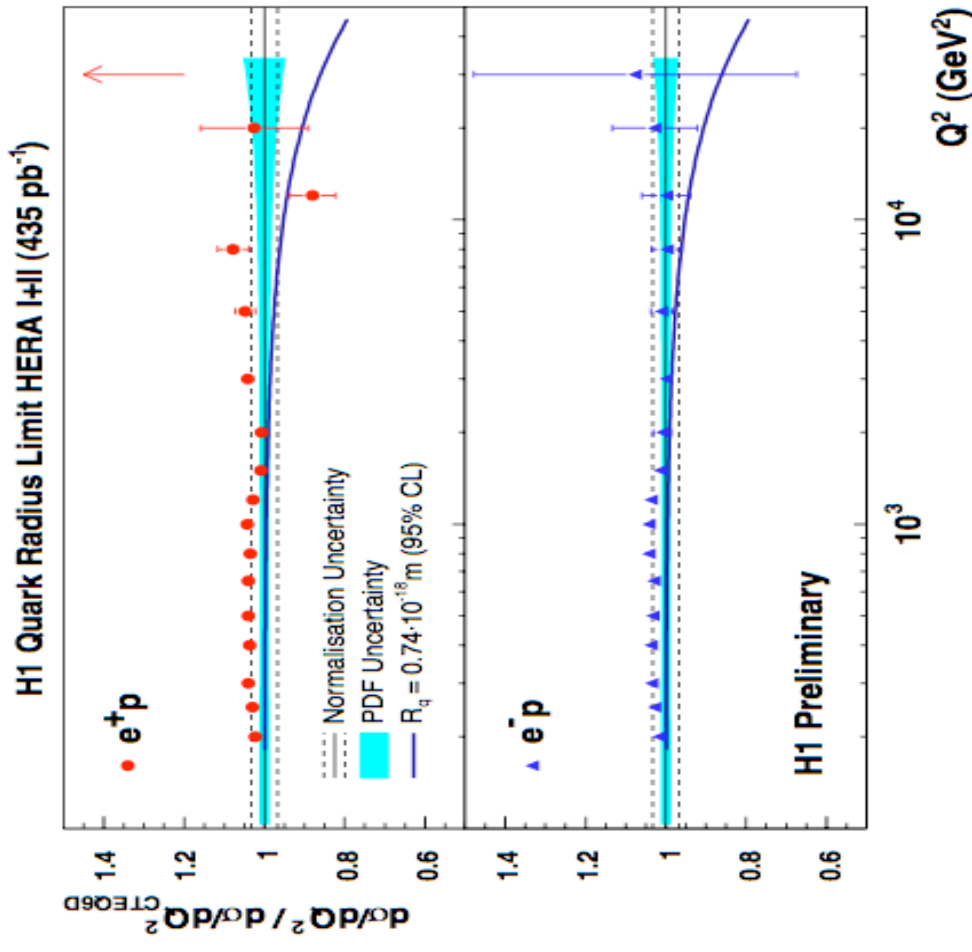 H1 Quark Radius Limit HERA I+II (435 pb⁻¹)
dσ/dQ² / dσ/dQ² CTEQ6D
e⁺p
1.4
1.2
1
0.8
0.6
Normalisation Uncertainty
PDF Uncertainty
R_q = 0.74·10⁻¹⁸m (95% CL)
e⁻p
1.4
1.2
1
0.8
0.6
H1 Preliminary
10³
10⁴
Q² (GeV²)